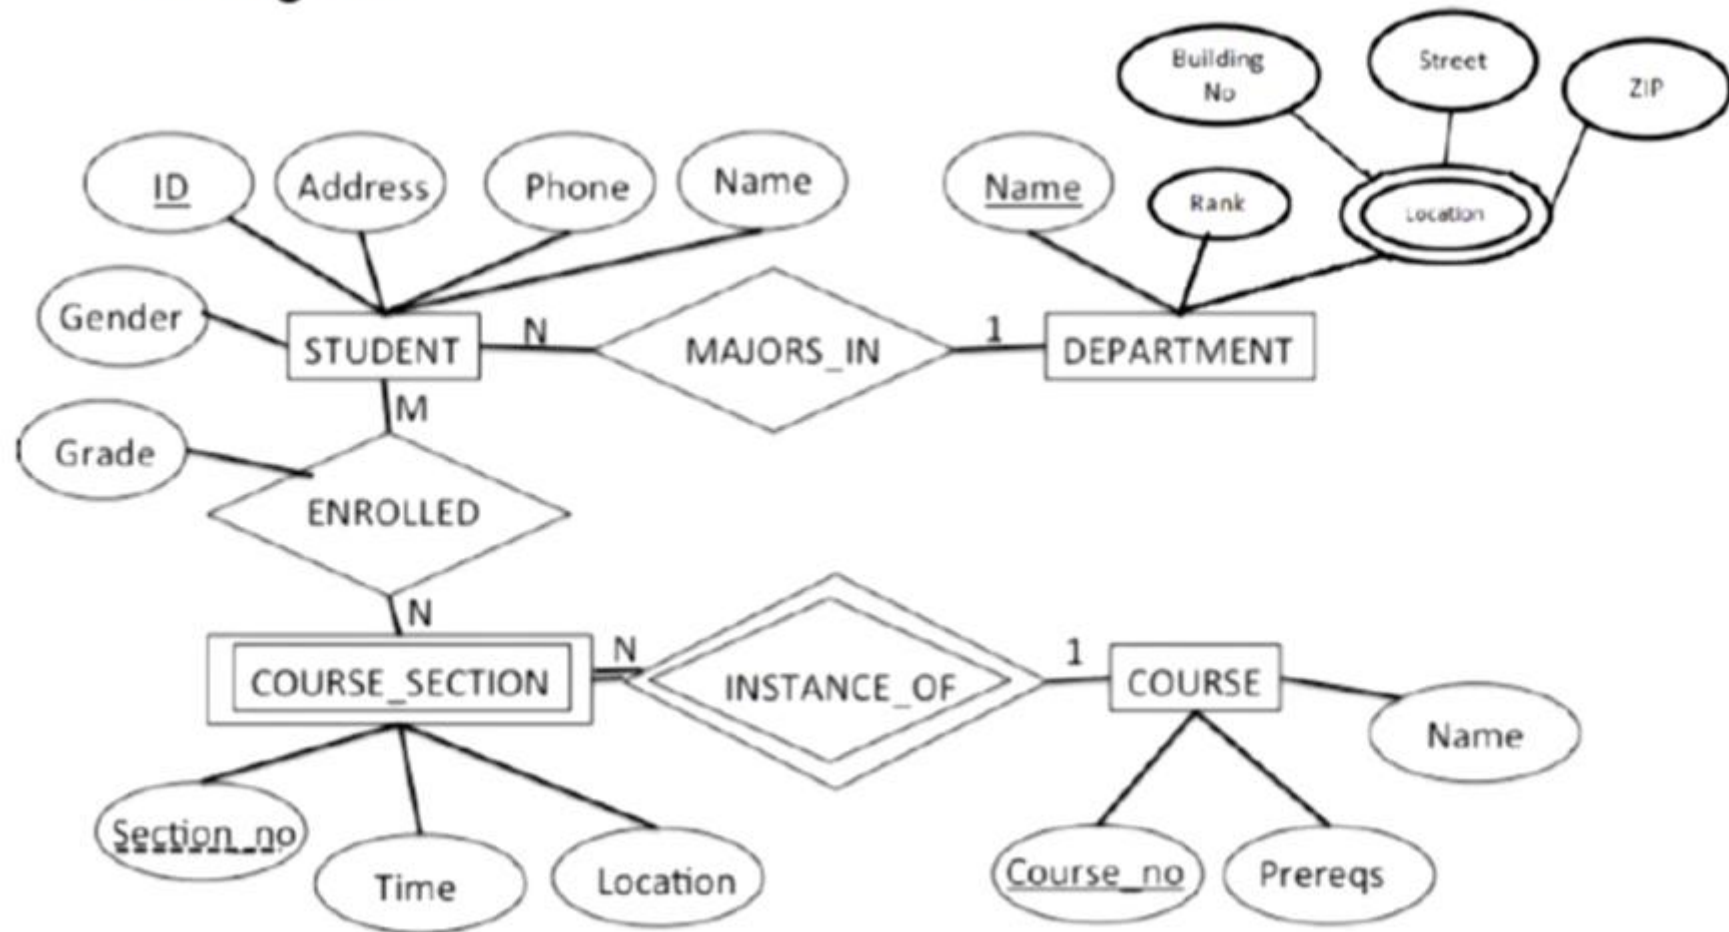 Building
No
Street
ZIP
ID
Address
Phone
Name
Name
Rank
Location
Gender
STUDENT
N
MAJORS_IN
1
DEPARTMENT
M
Grade
ENROLLED
N
COURSE_SECTION
N
INSTANCE_OF
1
COURSE
Name
Section_no
Time
Location
Course_no
Prereqs